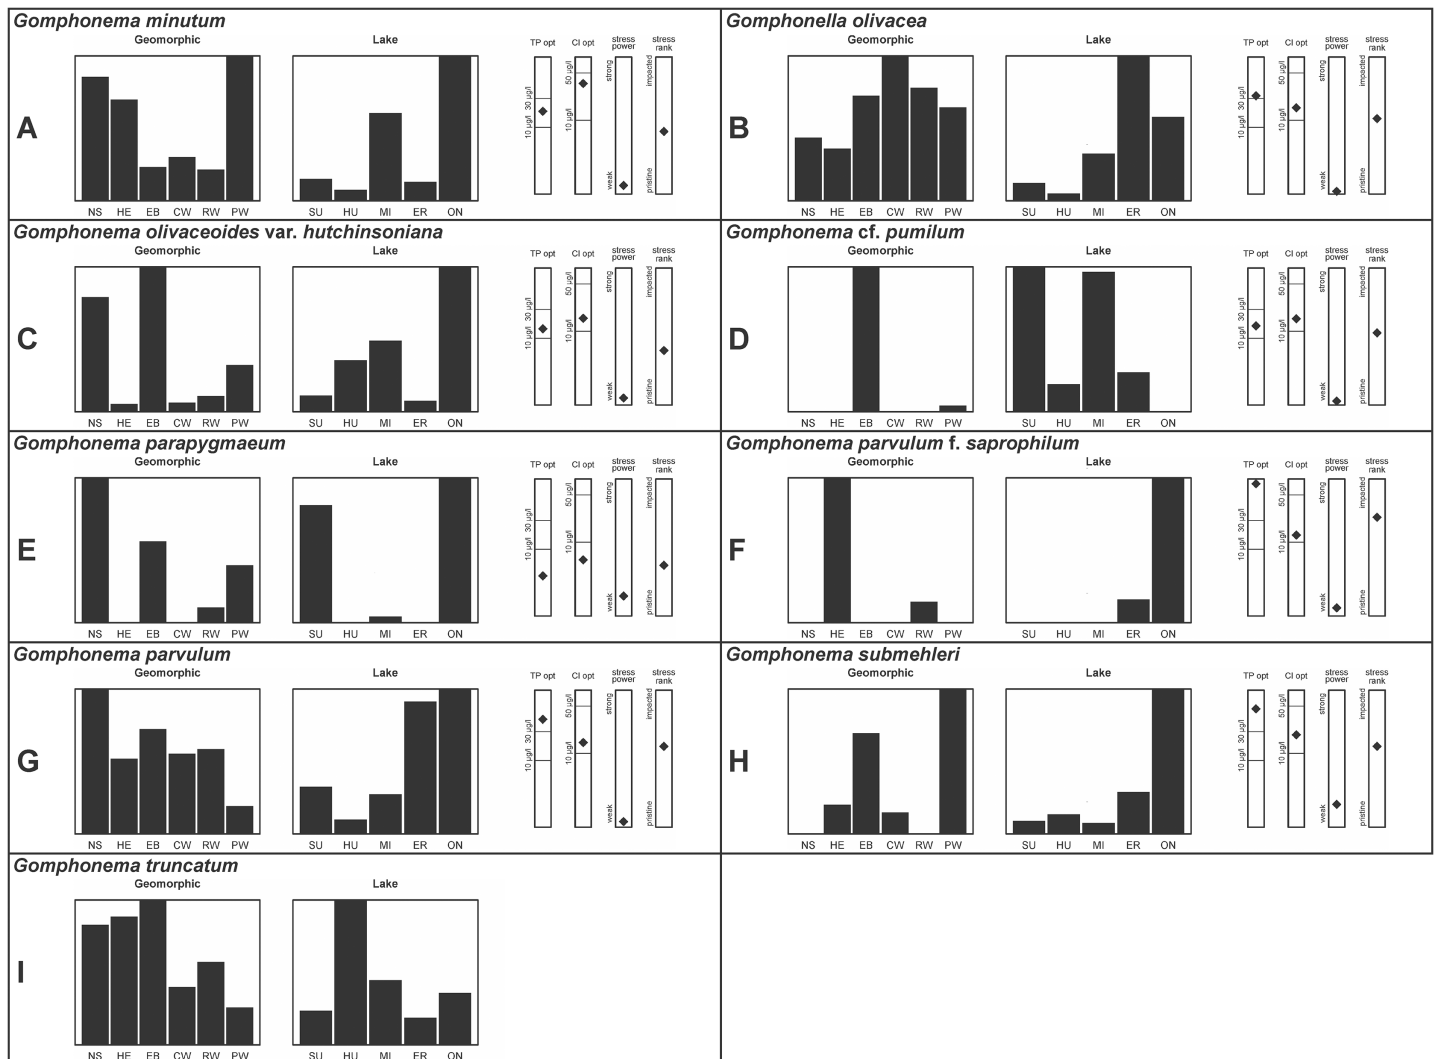 Gomphonema minutum
Geomorphic
Lake
TP opt
Cl opt
stress power
stress rank
A
10 µg/l 30 µg/l
10 µg/l 50 µg/l
weak strong
pristine impacted
NS HE EB CW RW PW
SU HU MI ER ON
Gomphonella olivacea
Geomorphic
Lake
TP opt
Cl opt
stress power
stress rank
B
10 µg/l 30 µg/l
10 µg/l 50 µg/l
weak strong
pristine impacted
NS HE EB CW RW PW
SU HU MI ER ON
Gomphonema olivaceoides var. hutchinsoniana
Geomorphic
Lake
TP opt
Cl opt
stress power
stress rank
C
10 µg/l 30 µg/l
10 µg/l 50 µg/l
weak strong
pristine impacted
NS HE EB CW RW PW
SU HU MI ER ON
Gomphonema cf. pumilum
Geomorphic
Lake
TP opt
Cl opt
stress power
stress rank
D
10 µg/l 30 µg/l
10 µg/l 50 µg/l
weak strong
pristine impacted
NS HE EB CW RW PW
SU HU MI ER ON
Gomphonema parapygmaeum
Geomorphic
Lake
TP opt
Cl opt
stress power
stress rank
E
10 µg/l 30 µg/l
10 µg/l 50 µg/l
weak strong
pristine impacted
NS HE EB CW RW PW
SU HU MI ER ON
Gomphonema parvulum f. saprophilum
Geomorphic
Lake
TP opt
Cl opt
stress power
stress rank
F
10 µg/l 30 µg/l
10 µg/l 50 µg/l
weak strong
pristine impacted
NS HE EB CW RW PW
SU HU MI ER ON
Gomphonema parvulum
Geomorphic
Lake
TP opt
Cl opt
stress power
stress rank
G
10 µg/l 30 µg/l
10 µg/l 50 µg/l
weak strong
pristine impacted
NS HE EB CW RW PW
SU HU MI ER ON
Gomphonema submehleri
Geomorphic
Lake
TP opt
Cl opt
stress power
stress rank
H
10 µg/l 30 µg/l
10 µg/l 50 µg/l
weak strong
pristine impacted
NS HE EB CW RW PW
SU HU MI ER ON
Gomphonema truncatum
Geomorphic
Lake
I
NS HE EB CW RW PW
SU HU MI ER ON